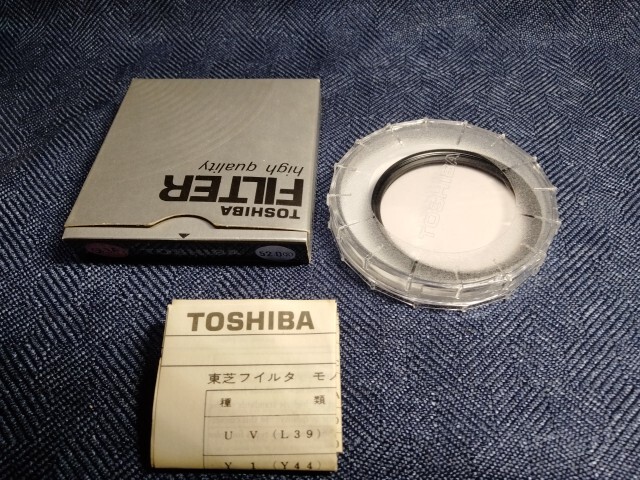 high quality
FILTER
TOSHIBA
TOSHIBA
52.0
TOSHIBA
TOSHIBA
東芝フイルタ モノ
種 類
U V (L39)
Y 1 (Y44)